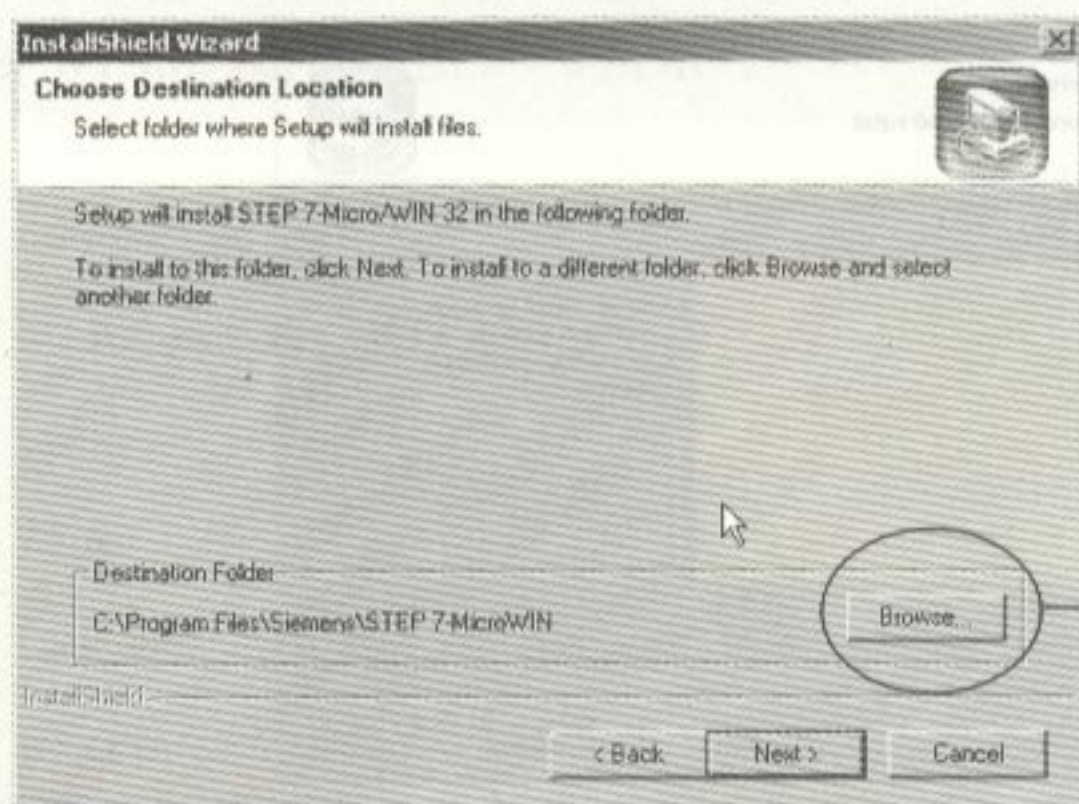 InstallShield Wizard
Choose Destination Location
Select folder where Setup will install files.
Setup will install STEP 7-Micro/WIN 32 in the following folder.
To install to this folder, click Next. To install to a different folder, click Browse and select
another folder.
Destination Folder
C:\Program Files\Siemens\STEP 7-MicroWIN
Browse...
InstallShield
< Back
Next >
Cancel